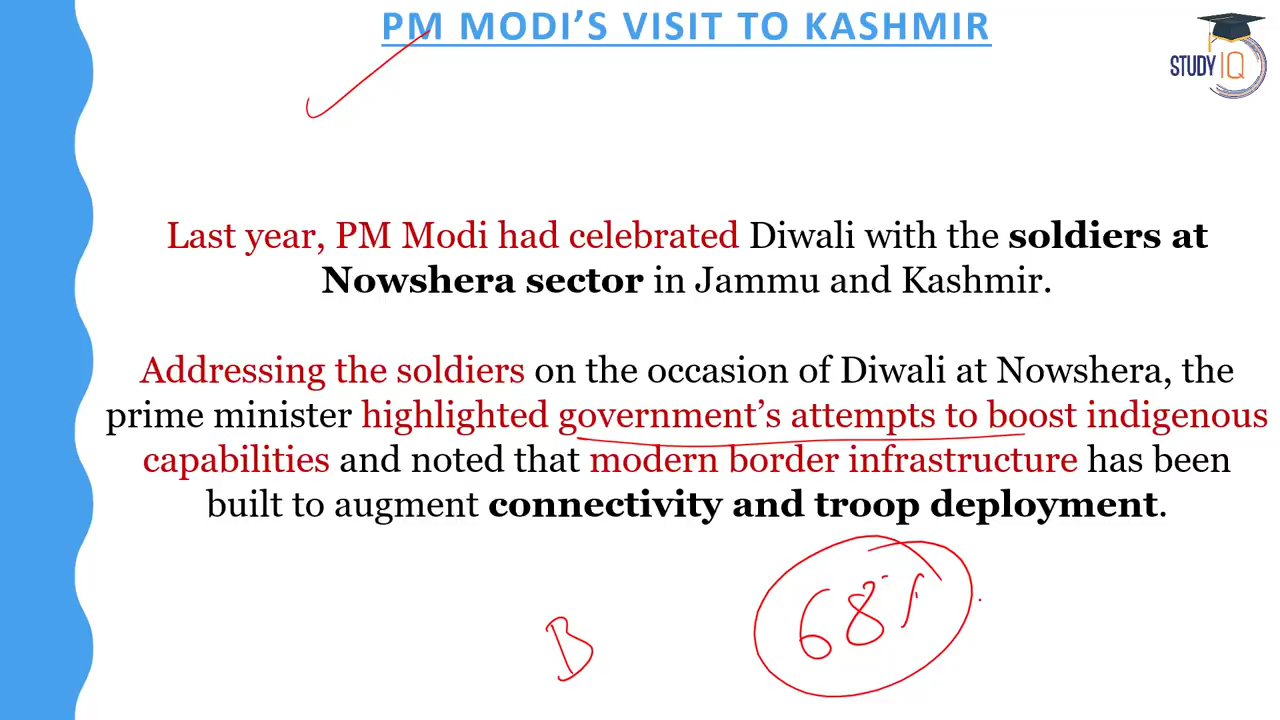 PM MODI’S VISIT TO KASHMIR
STUDY IQ
Last year, PM Modi had celebrated Diwali with the soldiers at
Nowshera sector in Jammu and Kashmir.
Addressing the soldiers on the occasion of Diwali at Nowshera, the
prime minister highlighted government’s attempts to boost indigenous
capabilities and noted that modern border infrastructure has been
built to augment connectivity and troop deployment.
B
68%